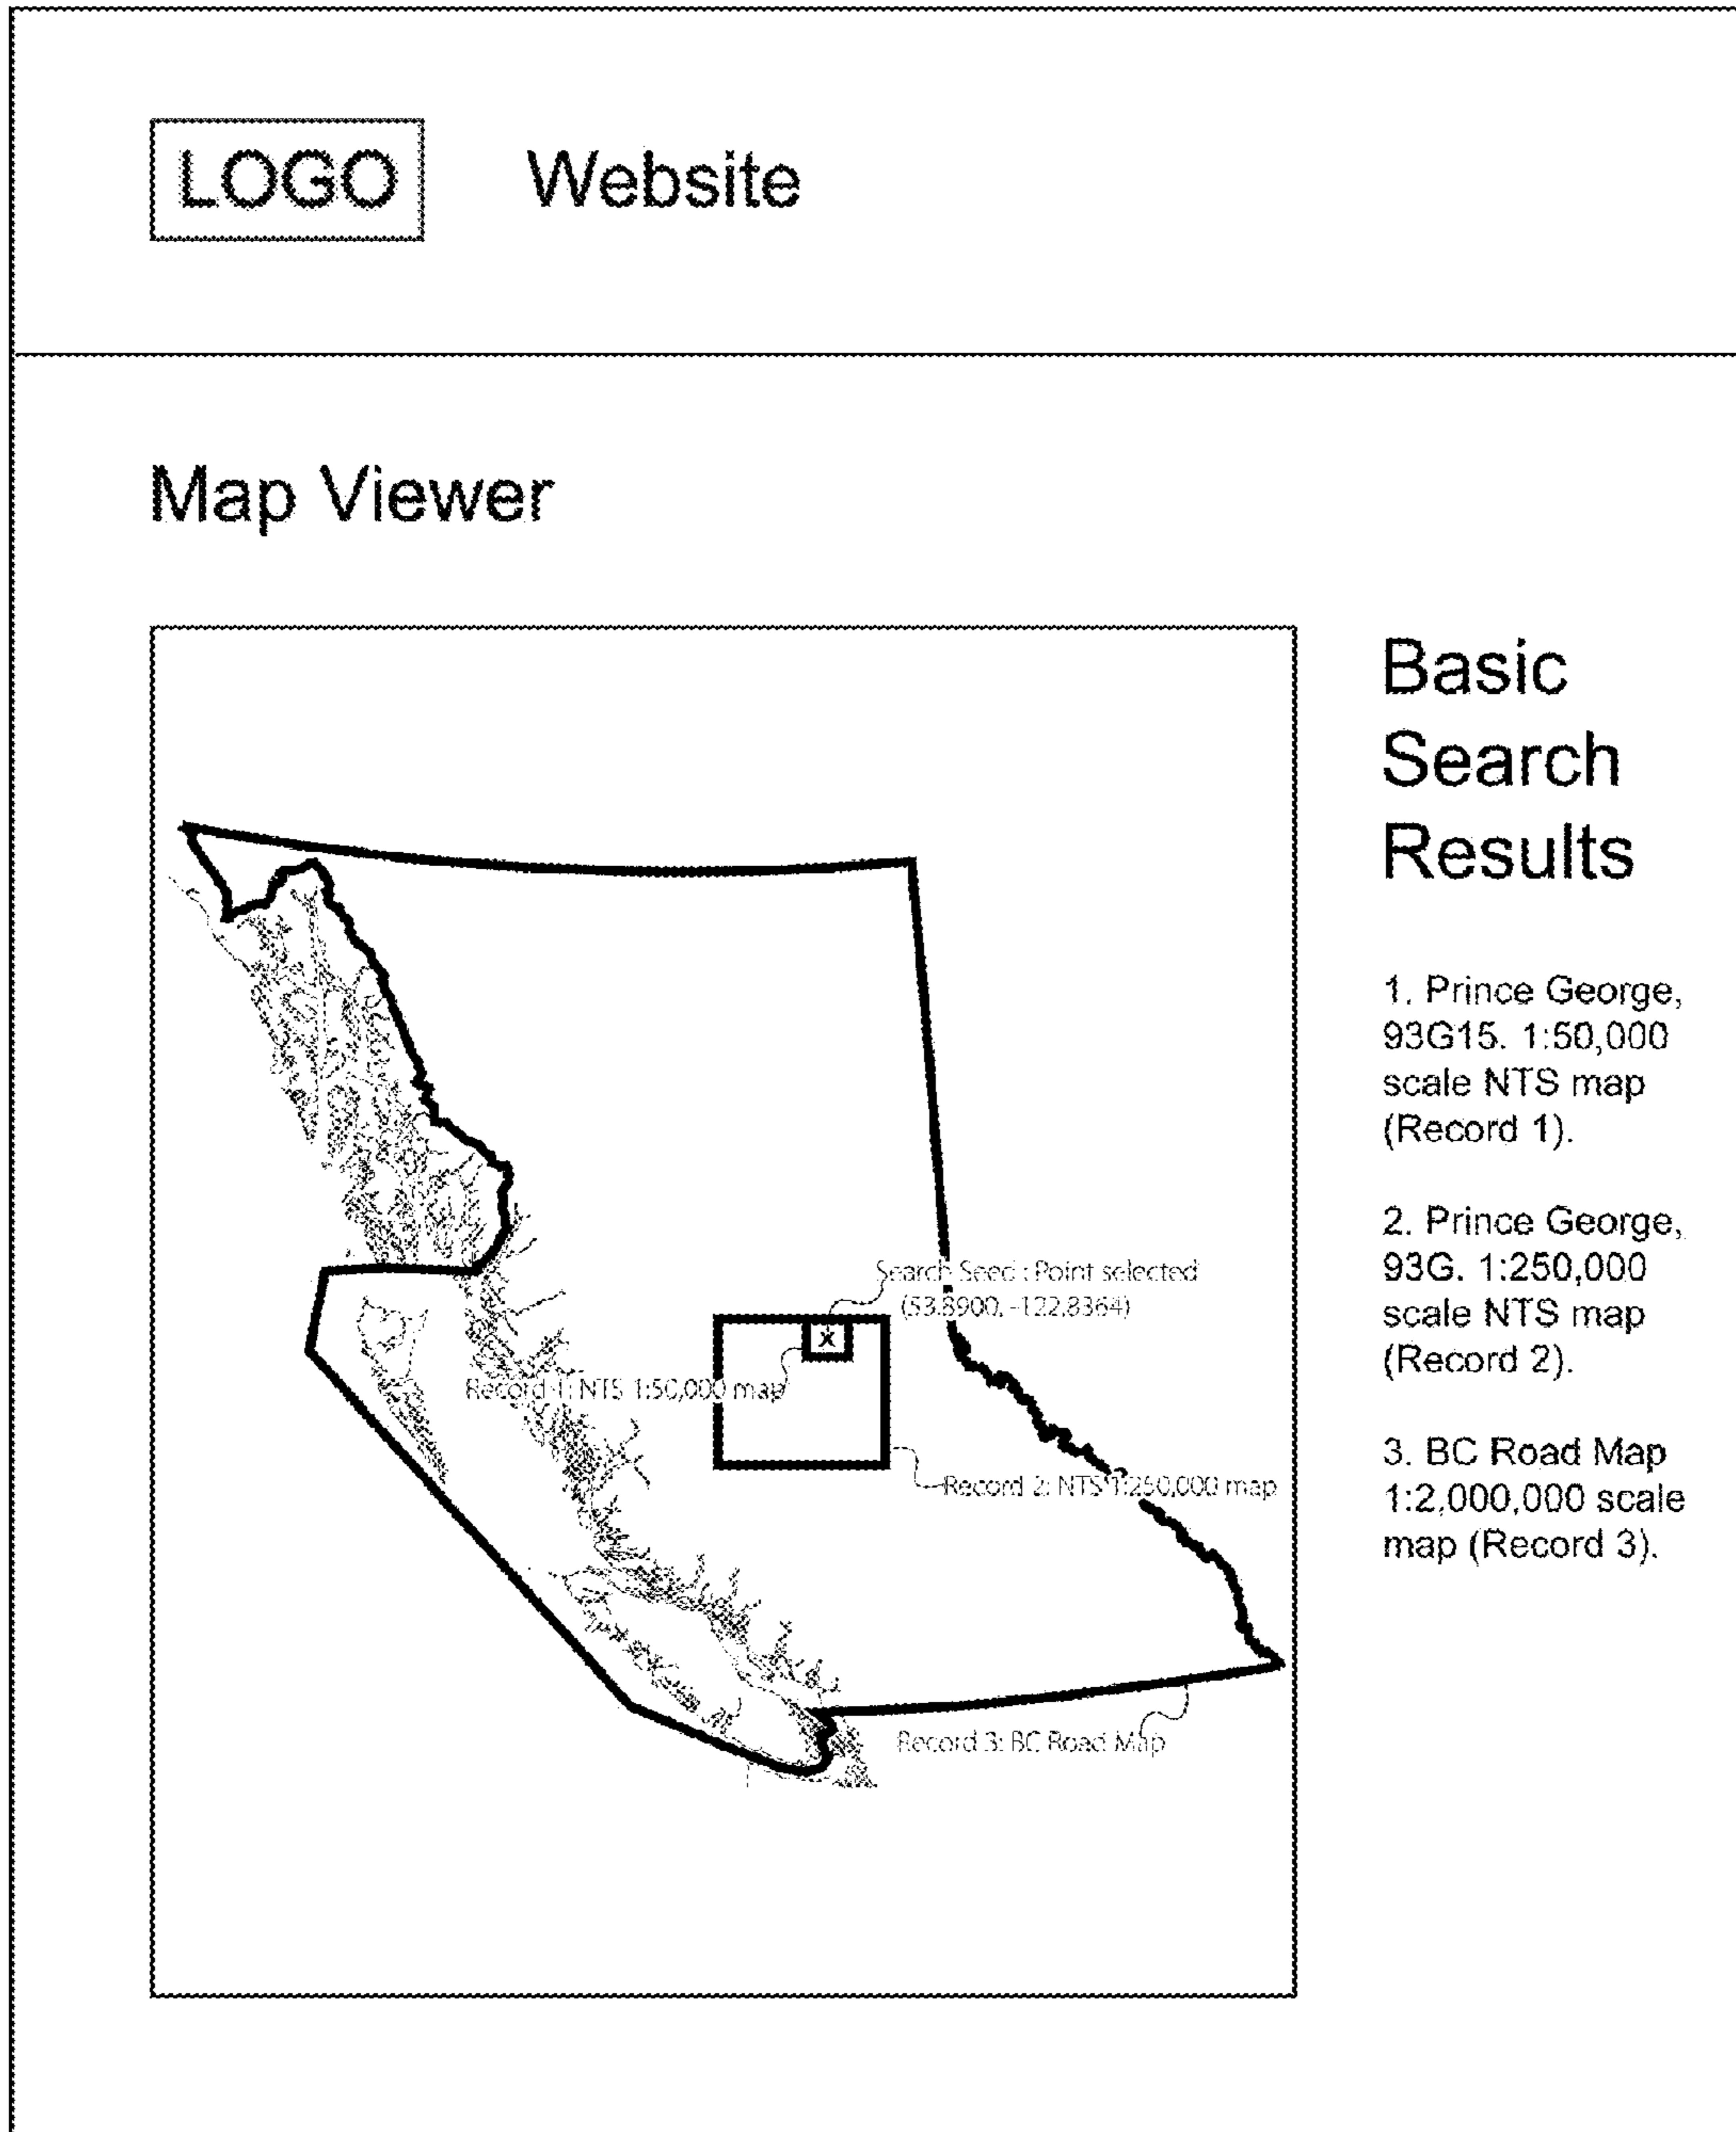 LOGO
Website
Map Viewer
Basic
Search
Results
1. Prince George,
93G15. 1:50,000
scale NTS map
(Record 1).
2. Prince George,
93G. 1:250,000
scale NTS map
(Record 2).
3. BC Road Map
1:2,000,000 scale
map (Record 3).
Search Seed : Point selected
(53.8900, -122.8364)
x
Record 1: NTS 1:50,000 map
Record 2: NTS 1:250,000 map
Record 3: BC Road Map